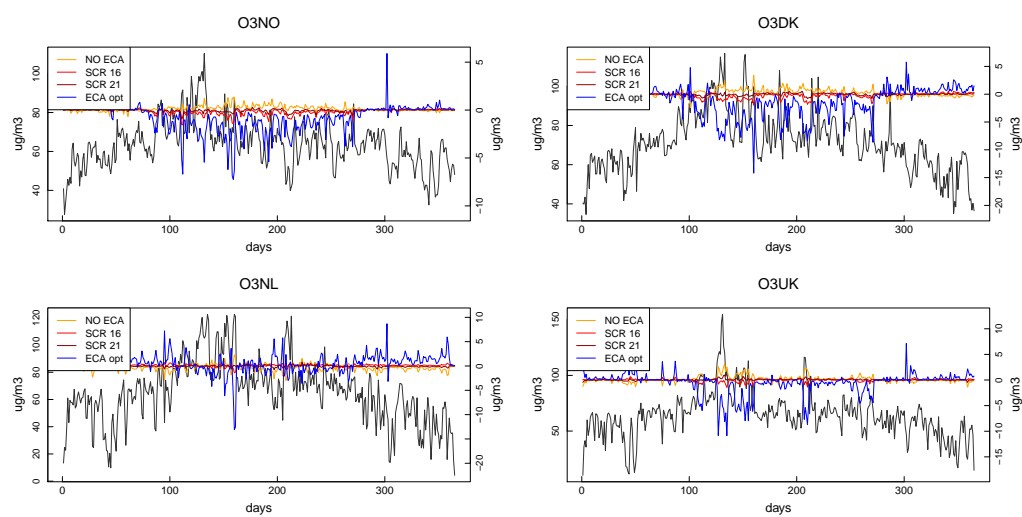 O3NO
NO ECA
SCR 16
SCR 21
ECA opt
ug/m3
40 60 80 100
ug/m3
5 0 −5 −10
0 100 200 300
days
O3DK
NO ECA
SCR 16
SCR 21
ECA opt
ug/m3
40 60 80 100
ug/m3
5 0 −5 −10 −15 −20
0 100 200 300
days
O3NL
NO ECA
SCR 16
SCR 21
ECA opt
ug/m3
0 20 40 60 80 100 120
ug/m3
10 5 0 −5 −10 −20
0 100 200 300
days
O3UK
NO ECA
SCR 16
SCR 21
ECA opt
ug/m3
50 100 150
ug/m3
10 5 0 −5 −15
0 100 200 300
days